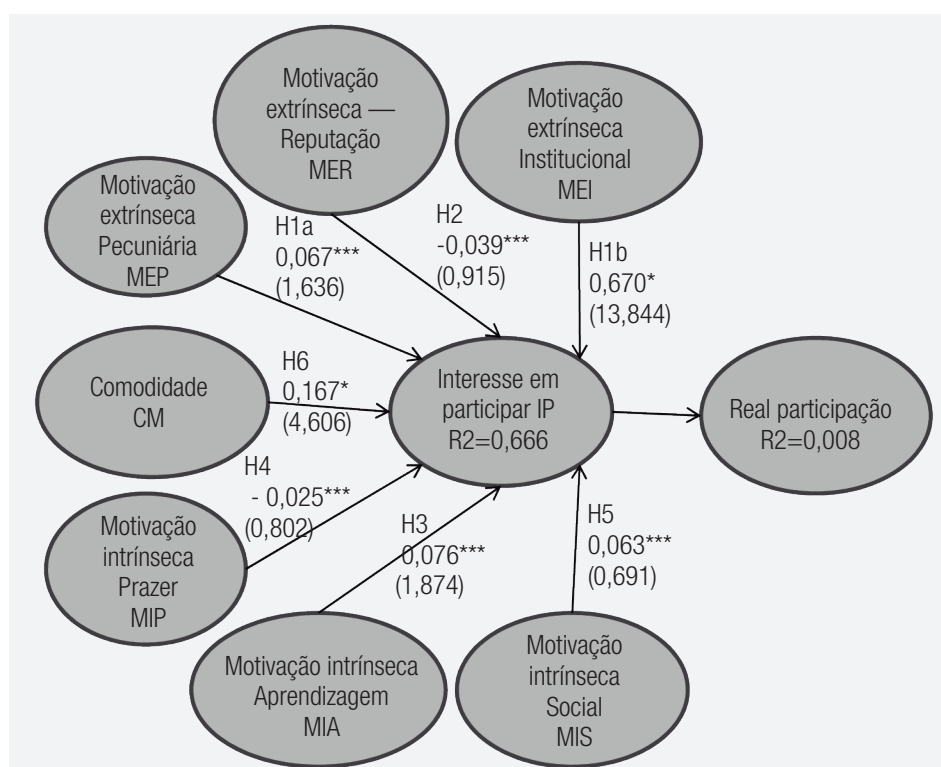 Motivação
extrínseca —
Reputação
MER
Motivação
extrínseca
Institucional
MEI
Motivação
extrínseca
Pecuniária
MEP
H1a
0,067***
(1,636)
H2
-0,039***
(0,915)
H1b
0,670*
(13,844)
Comodidade
CM
H6
0,167*
(4,606)
Interesse em
participar IP
R2=0,666
Real participação
R2=0,008
H4
- 0,025***
(0,802)
Motivação
intrínseca
Prazer
MIP
H3
0,076***
(1,874)
H5
0,063***
(0,691)
Motivação intrínseca
Aprendizagem
MIA
Motivação
intrínseca
Social
MIS